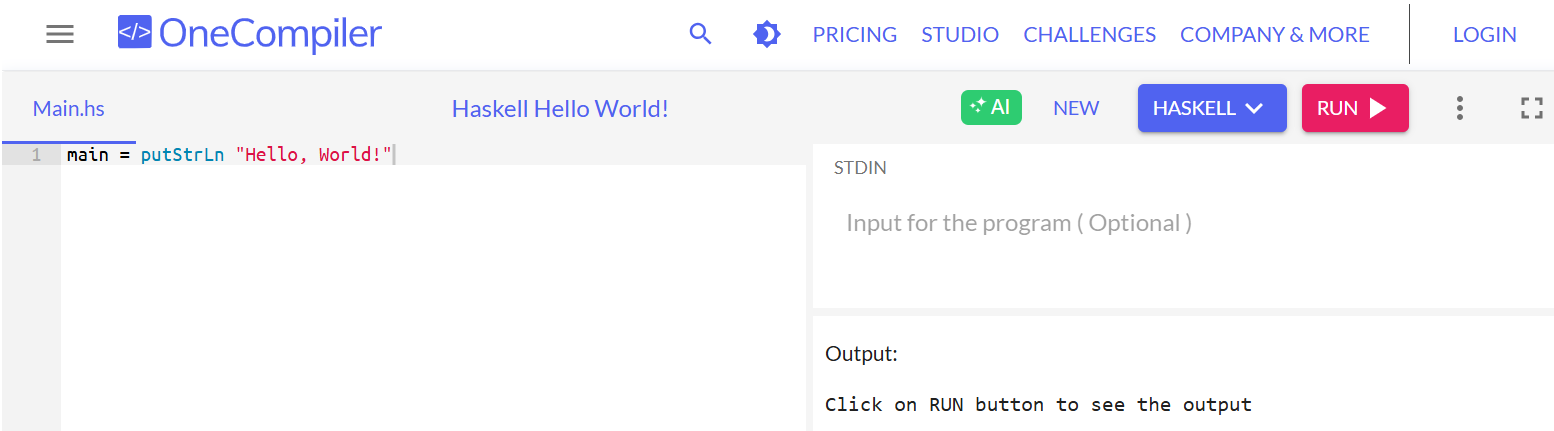 </> OneCompiler PRICING STUDIO CHALLENGES COMPANY & MORE LOGIN
Main.hs Haskell Hello World! AI NEW HASKELL RUN
1 main = putStrLn "Hello, World!"
STDIN
Input for the program ( Optional )
Output:
Click on RUN button to see the output